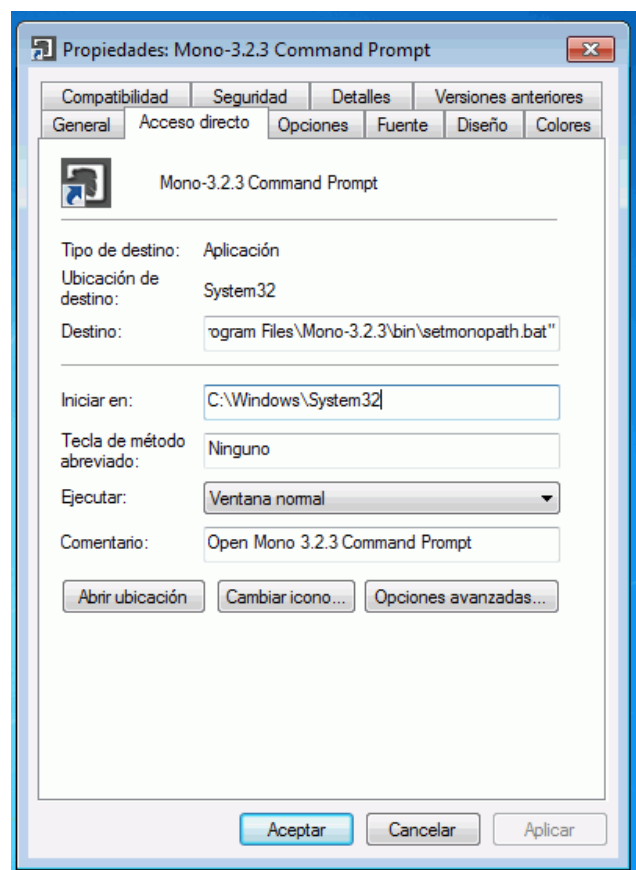 Propiedades: Mono-3.2.3 Command Prompt
Compatibilidad Seguridad Detalles Versiones anteriores
General Acceso directo Opciones Fuente Diseño Colores
Mono-3.2.3 Command Prompt
Tipo de destino: Aplicación
Ubicación de
destino: System32
Destino: rogram Files\Mono-3.2.3\bin\setmonopath.bat"
Iniciar en: C:\Windows\System32
Tecla de método
abreviado: Ninguno
Ejecutar: Ventana normal
Comentario: Open Mono 3.2.3 Command Prompt
Abrir ubicación Cambiar icono... Opciones avanzadas...
Aceptar Cancelar Aplicar